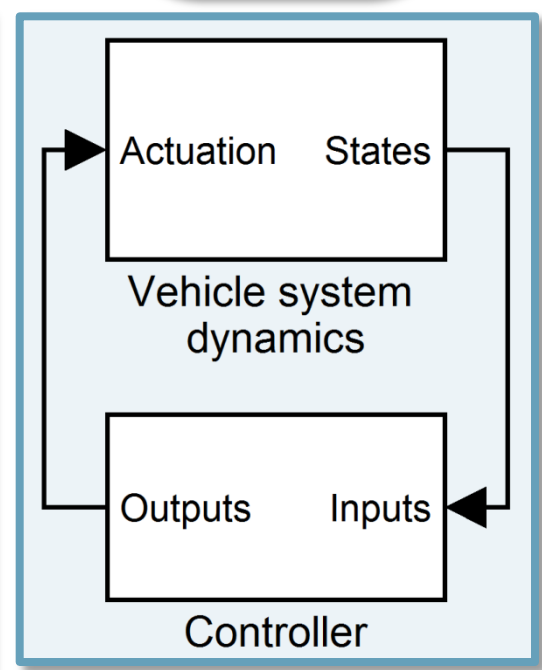 Actuation States
Vehicle system
dynamics
Outputs Inputs
Controller